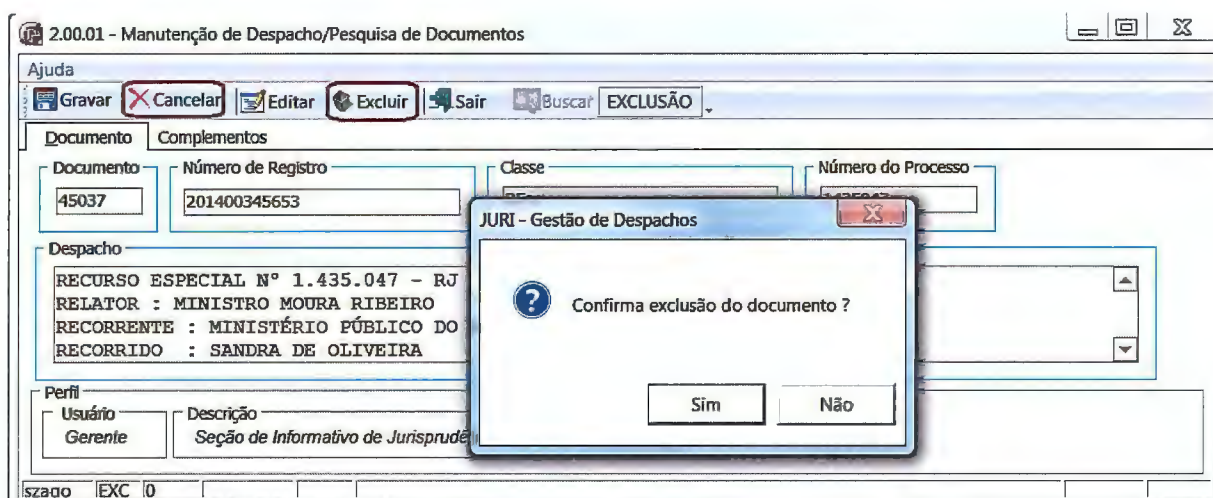 2.00.01 - Manutenção de Despacho/Pesquisa de Documentos
Ajuda
Gravar Cancelar Editar Excluir Sair Buscar EXCLUSÃO
Documento Complementos
Documento Número de Registro Classe Número do Processo
45037 201400345653
Despacho
RECURSO ESPECIAL Nº 1.435.047 - RJ
RELATOR : MINISTRO MOURA RIBEIRO
RECORRENTE : MINISTÉRIO PÚBLICO DO
RECORRIDO : SANDRA DE OLIVEIRA
JURI - Gestão de Despachos
Confirma exclusão do documento ?
Sim Não
Perfil
Usuário Descrição
Gerente Seção de Informativo de
szago EXC 0